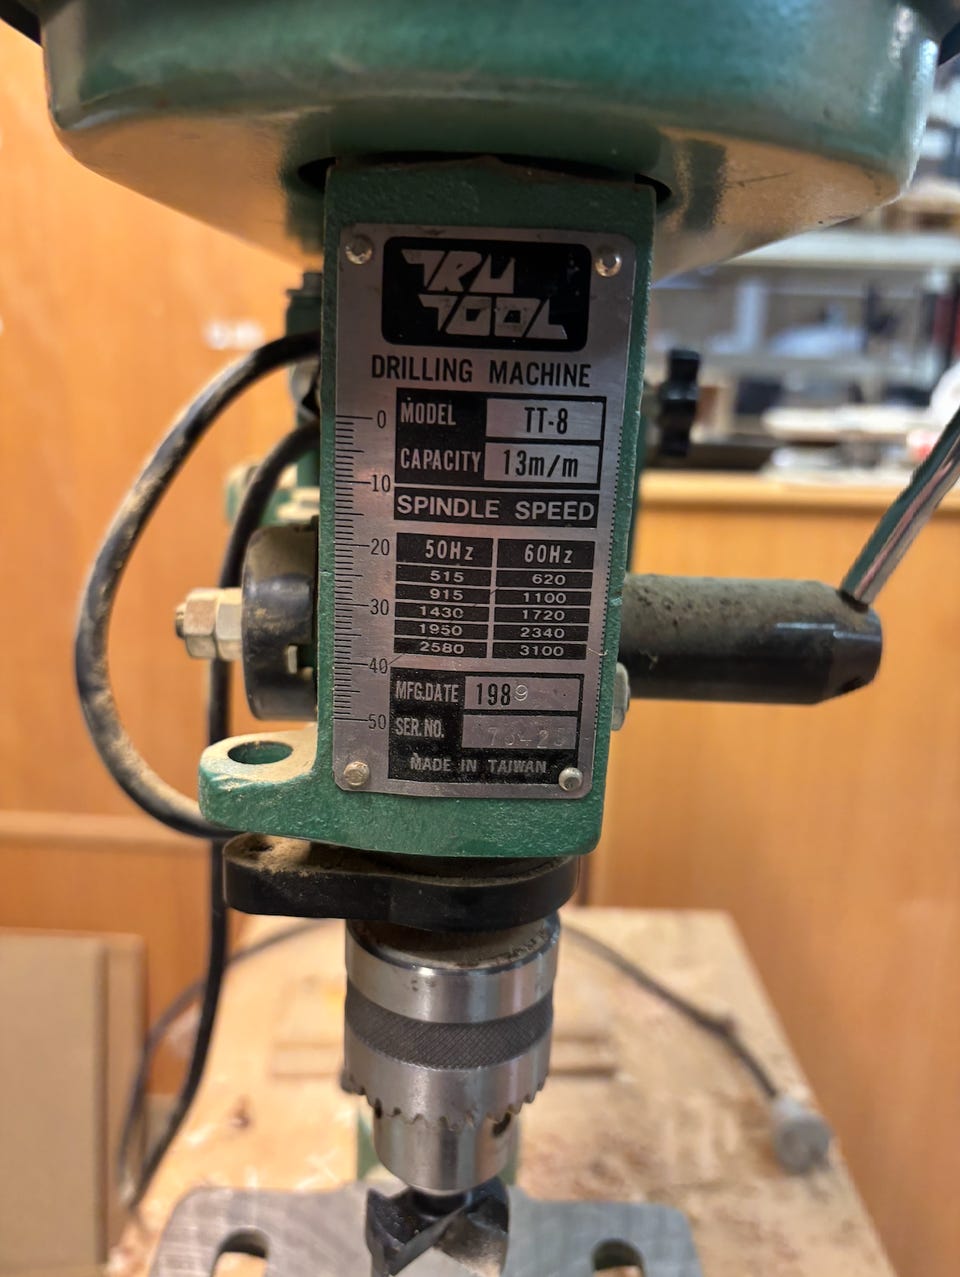 TRU
TOOL
DRILLING MACHINE
MODEL TT-8
CAPACITY 13m/m
SPINDLE SPEED
50Hz 60Hz
515 620
915 1100
1430 1720
1950 2340
2580 3100
MFG.DATE 1989
SER.NO.
MADE IN TAIWAN
0
10
20
30
40
50